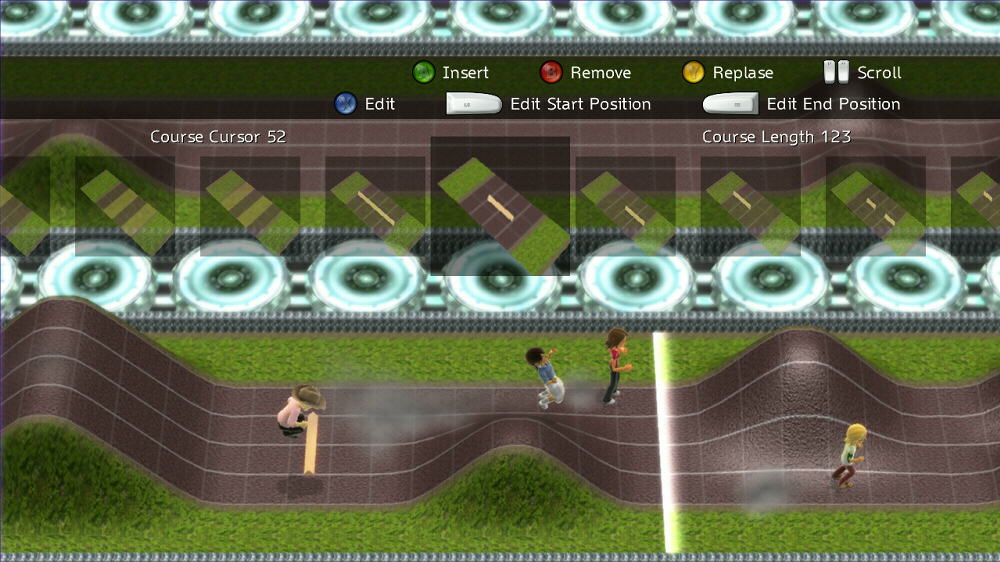 Insert Remove Replase Scroll
Edit Edit Start Position Edit End Position
Course Cursor 52 Course Length 123